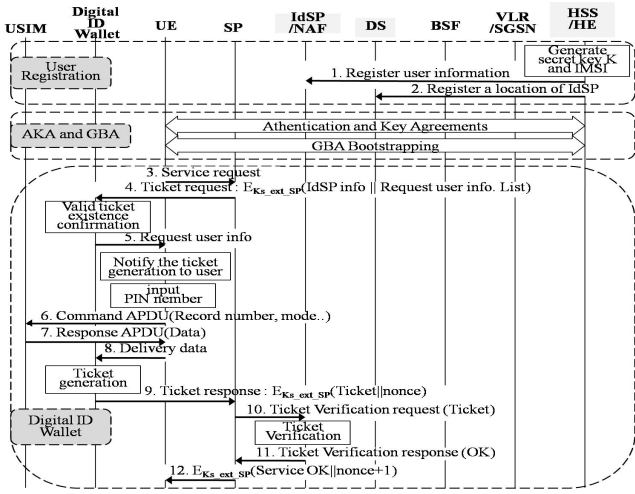 USIM
Digital
ID
Wallet
UE
SP
IdSP
/NAF
DS
BSF
VLR
/SGSN
HSS
/HE
User
Registration
Generate
secret key K
and IMSI
1. Register user information
2. Register a location of IdSP
AKA and GBA
Athentication and Key Agreements
GBA Bootstrapping
3. Service request
4. Ticket request : E_Ks_ext_SP(IdSP info || Request user info. List)
Valid ticket
existence
confirmation
5. Request user info
Notify the ticket
generation to user
input
PIN nember
6. Command APDU(Record number, mode..)
7. Response APDU(Data)
8. Delivery data
Ticket
generation
9. Ticket response : E_Ks_ext_SP(Ticket||nonce)
10. Ticket Verification request (Ticket)
Digital ID
Wallet
Ticket
Verification
11. Ticket Verification response (OK)
12. E_Ks_ext_SP(Service OK||nonce+1)